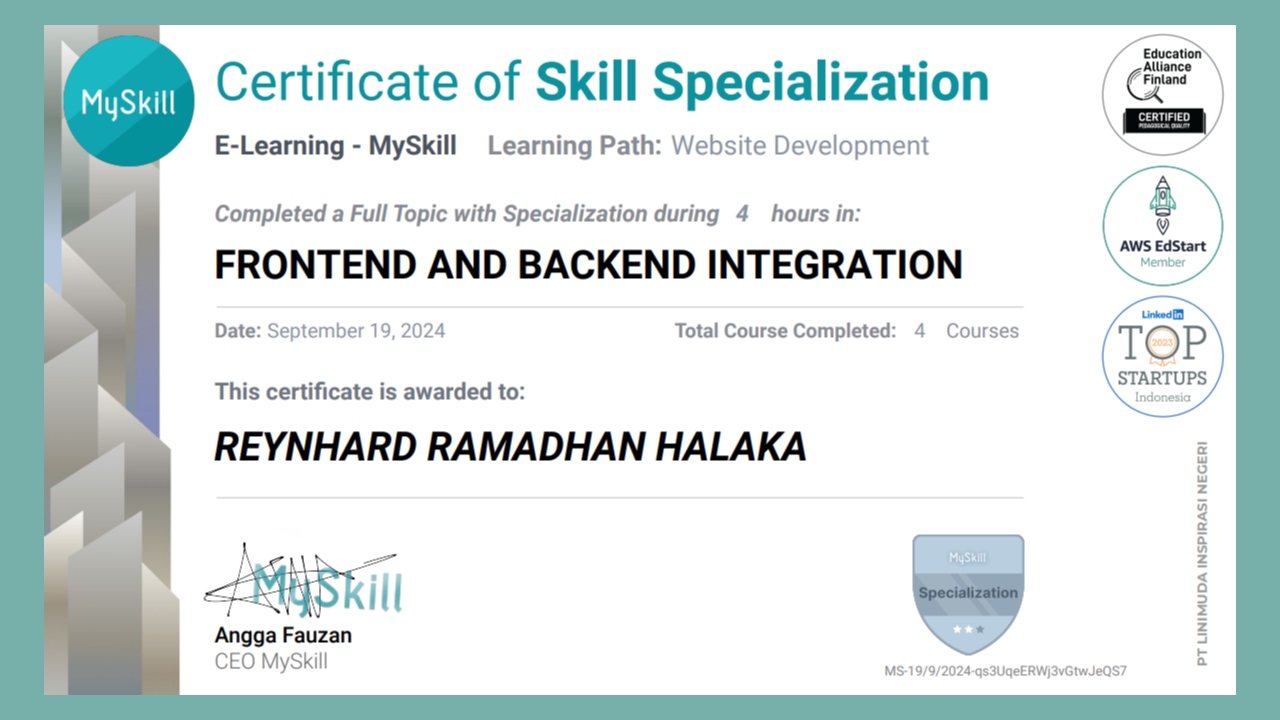 MySkill
Certificate of Skill Specialization
E-Learning - MySkill Learning Path: Website Development
Completed a Full Topic with Specialization during 4 hours in:
FRONTEND AND BACKEND INTEGRATION
Date: September 19, 2024 Total Course Completed: 4 Courses
This certificate is awarded to:
REYNHARD RAMADHAN HALAKA
MySkill
Angga Fauzan
CEO MySkill
MySkill
Specialization
MS-19/9/2024-qs3UqeERWj3vGtwJeQS7
Education
Alliance
Finland
CERTIFIED
PEDAGOGICAL QUALITY
AWS EdStart
Member
Linked in
TOP
2023
STARTUPS
Indonesia
PT LINIMUDA INSPIRASI NEGERI